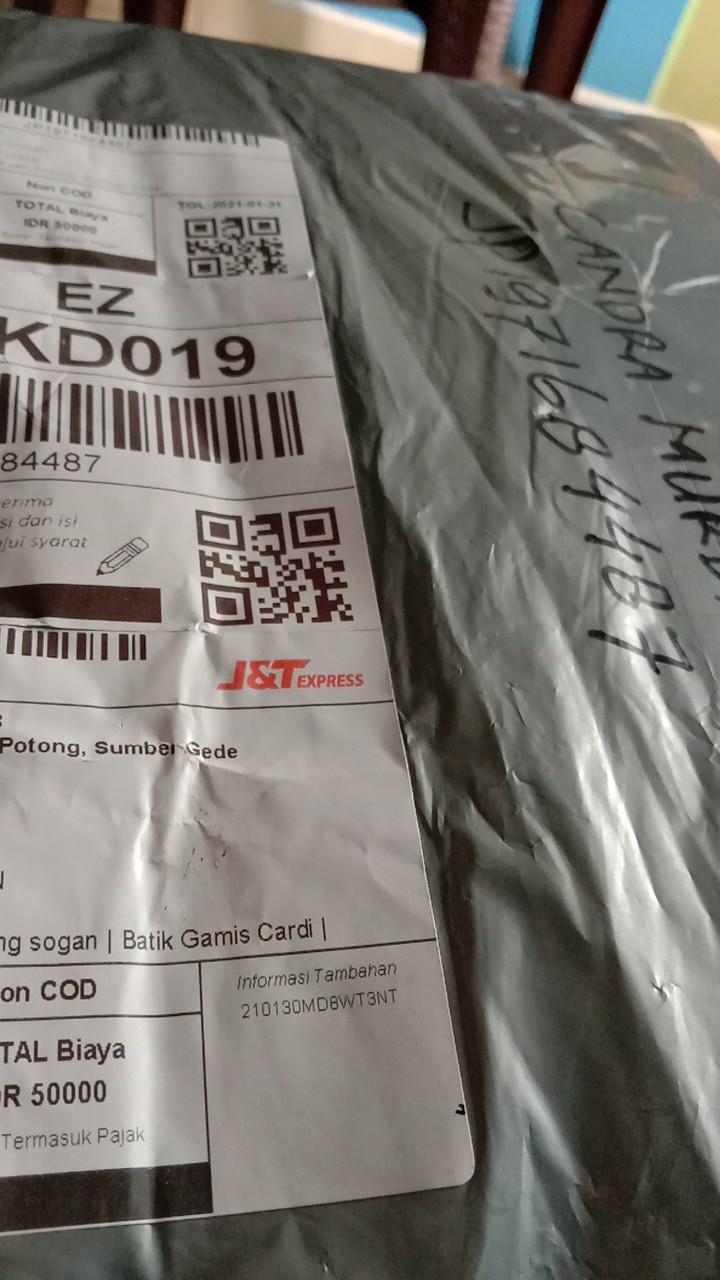 Non COD
TOTAL Biaya
IDR 50000
TGL 2021-01-31
EZ
KD019
84487
erima
si dan isi
jui syarat
J&T EXPRESS
Potong, Sumber Gede
ng sogan | Batik Gamis Cardi |
on COD
TAL Biaya
R 50000
Termasuk Pajak
Informasi Tambahan
210130MD8WT3NT
CANDRA MURD
JP1971684487